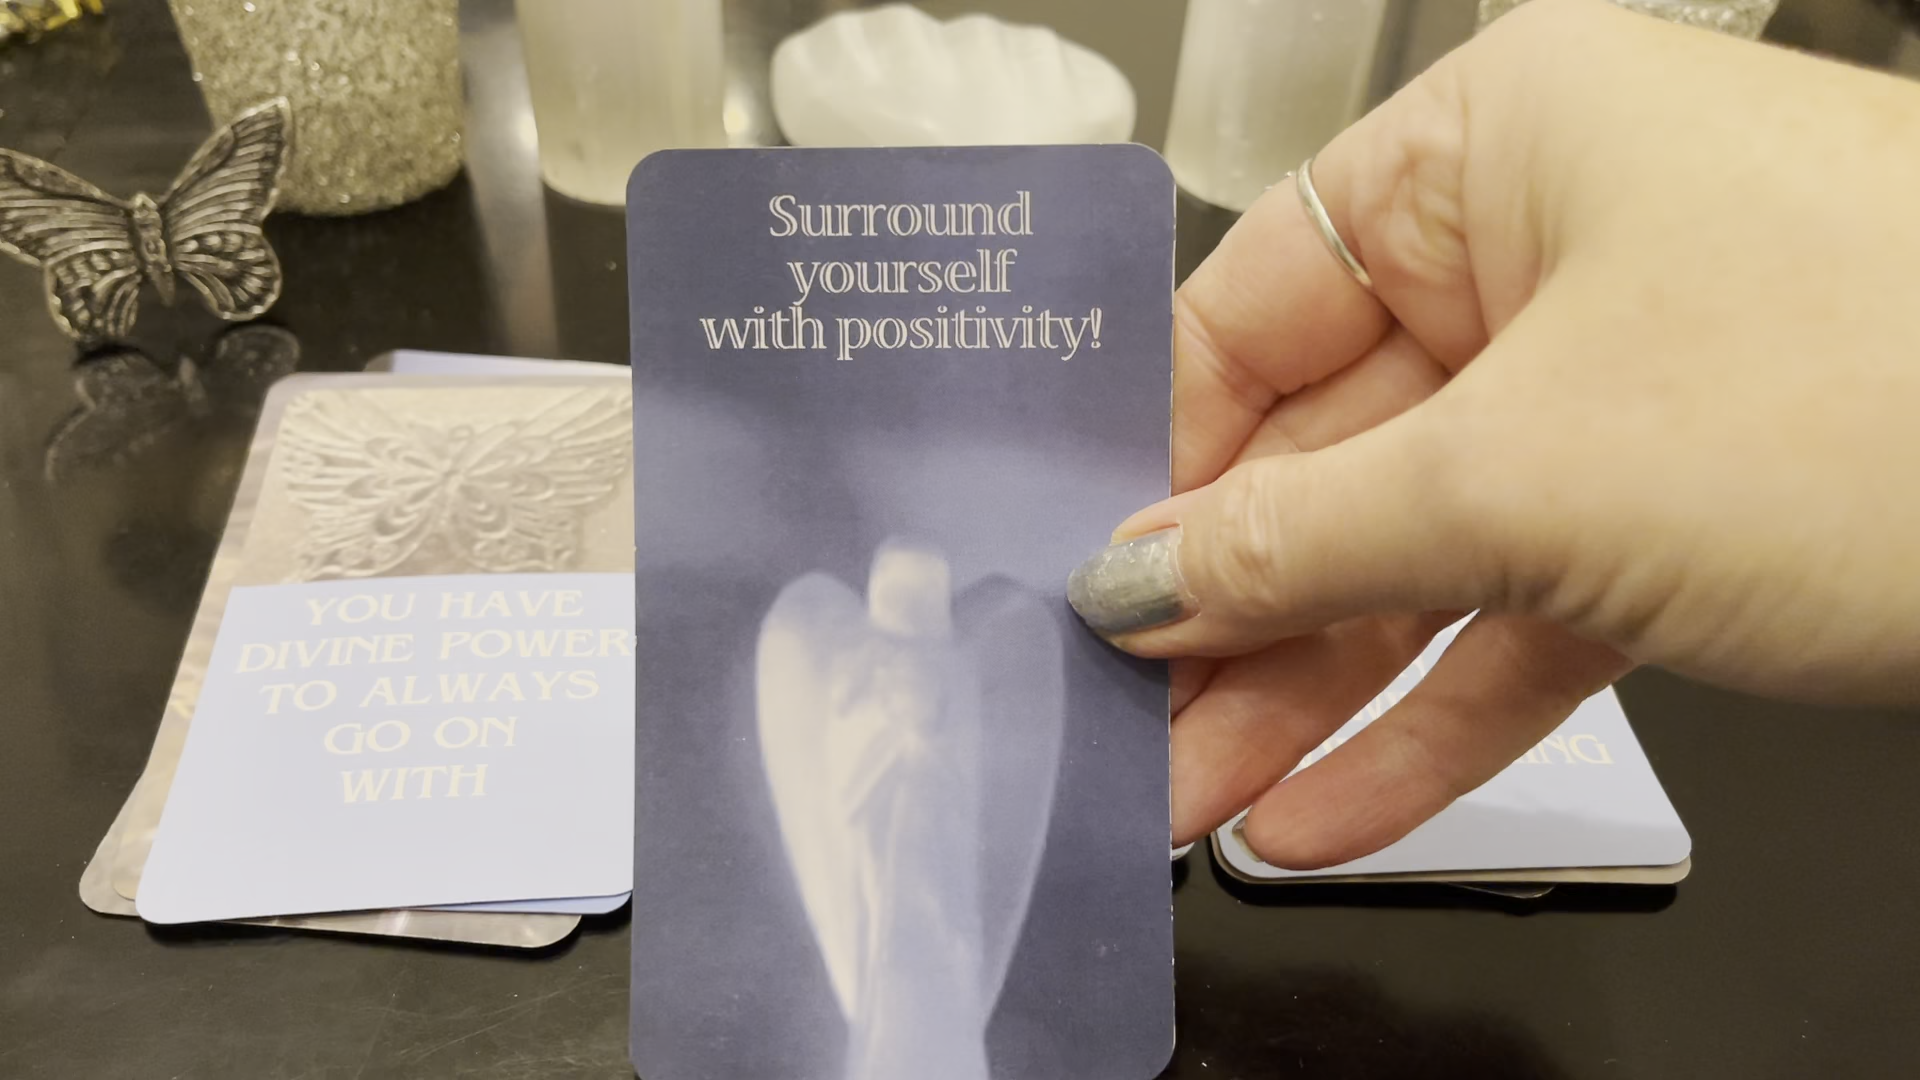 Surround
yourself
with positivity!
YOU HAVE
DIVINE POWER
TO ALWAYS
GO ON
WITH